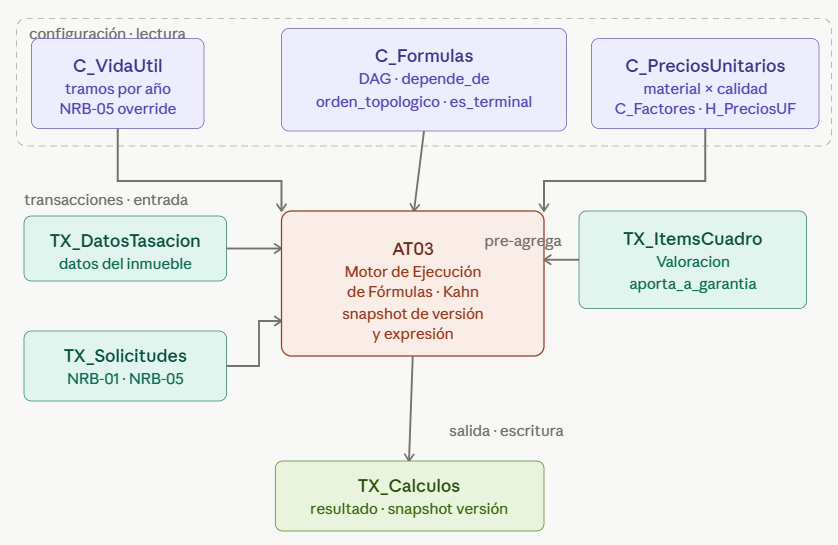 configuración · lectura
C_VidaUtil
tramos por año
NRB-05 override
C_Formulas
DAG · depende_de
orden_topologico · es_terminal
C_PreciosUnitarios
material × calidad
C_Factores · H_PreciosUF
transacciones · entrada
TX_DatosTasacion
datos del inmueble
AT03
Motor de Ejecución
de Fórmulas · Kahn
snapshot de versión
y expresión
pre-agrega
TX_ItemsCuadro
Valoracion
aporta_a_garantia
TX_Solicitudes
NRB-01 · NRB-05
salida · escritura
TX_Calculos
resultado · snapshot versión